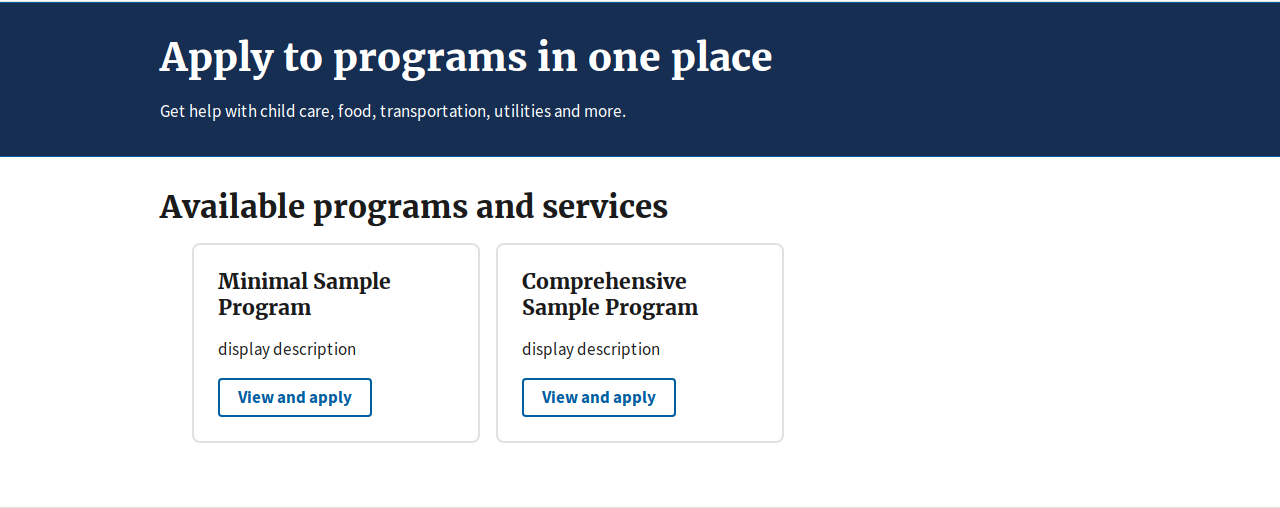 Apply to programs in one place
Get help with child care, food, transportation, utilities and more.
Available programs and services
Minimal Sample
Program
display description
View and apply
Comprehensive
Sample Program
display description
View and apply